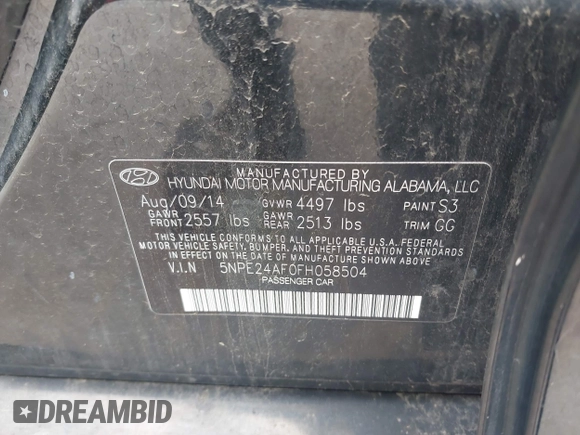 MANUFACTURED BY
HYUNDAI MOTOR MANUFACTURING ALABAMA, LLC
Aug/09/14 GVWR 4497 lbs PAINT S3
GAWR FRONT 2557 lbs GAWR REAR 2513 lbs TRIM GG
THIS VEHICLE CONFORMS TO ALL APPLICABLE U.S.A. FEDERAL
MOTOR VEHICLE SAFETY, BUMPER, AND THEFT PREVENTION
STANDARDS IN EFFECT ON THE DATE OF MANUFACTURE SHOWN ABOVE.
V.I.N 5NPE24AF0FH058504
PASSENGER CAR
DREAMBID